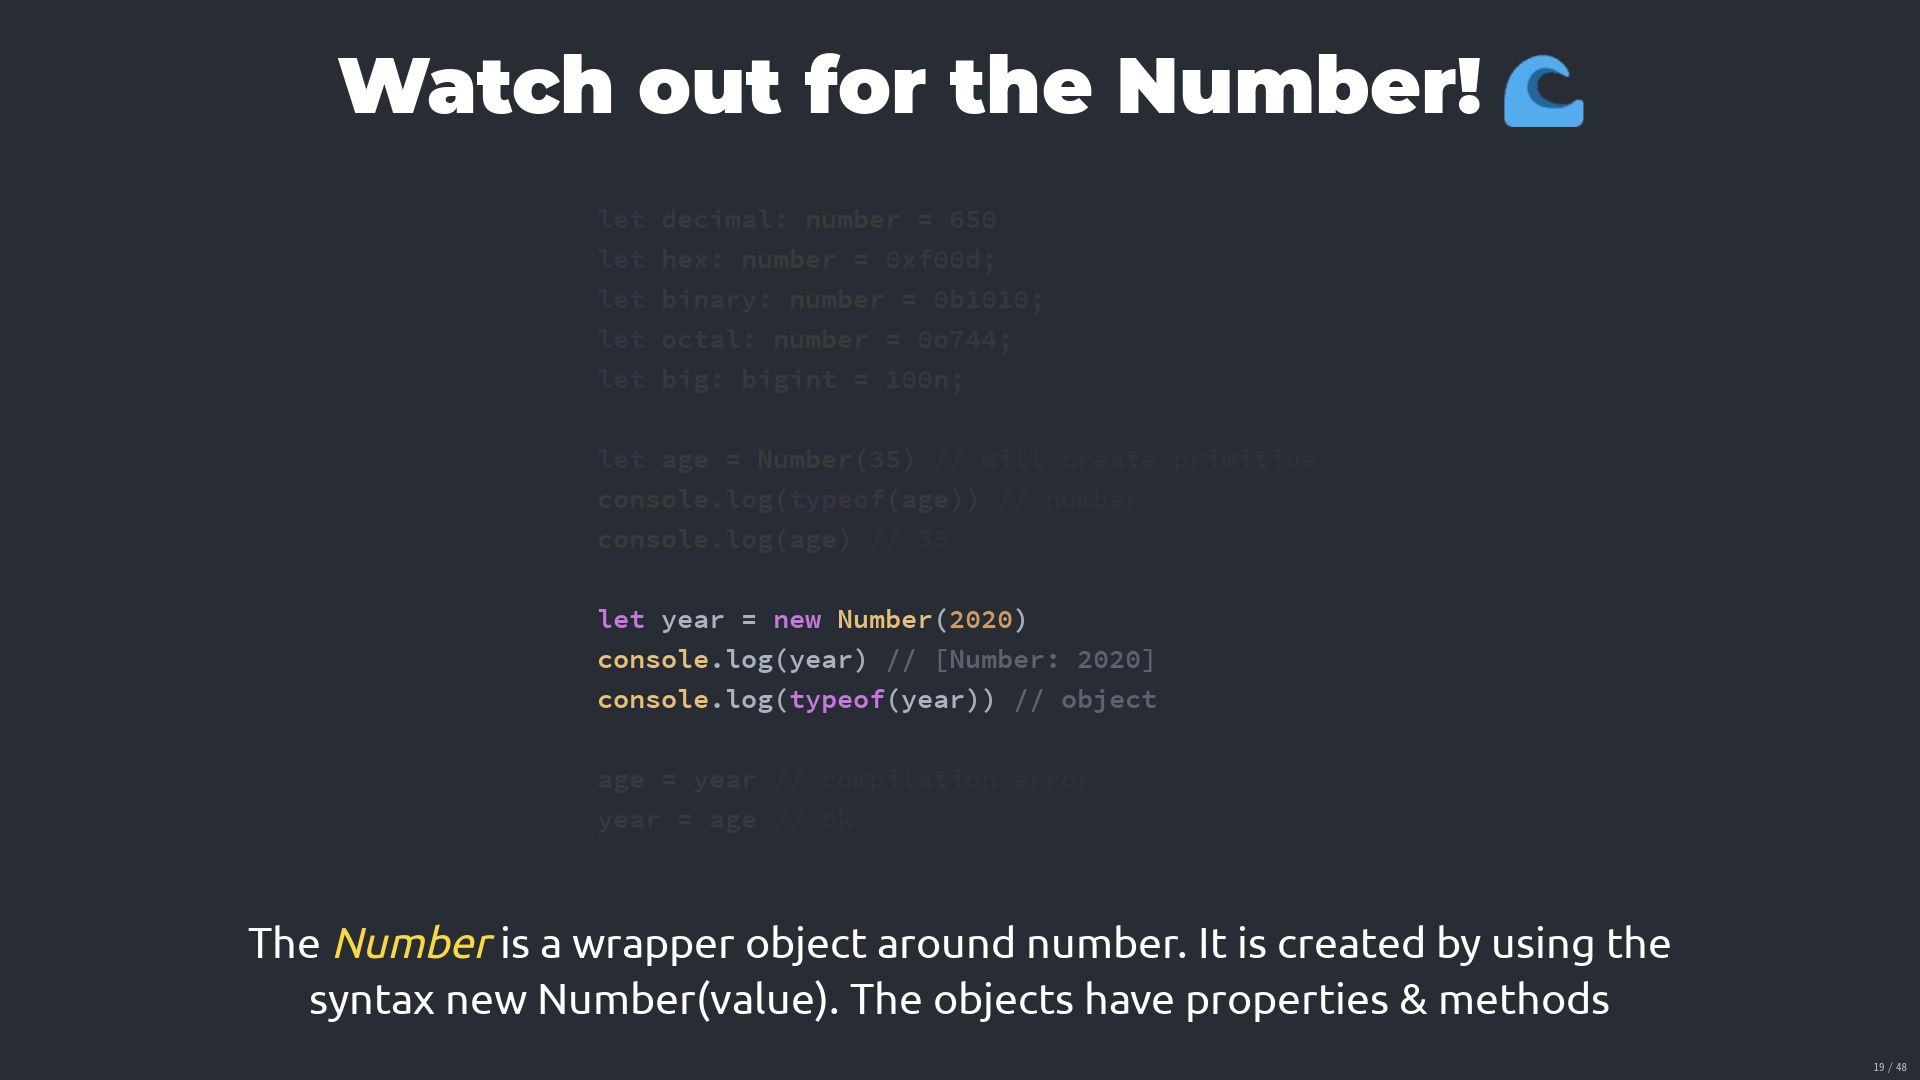 Watch out for the Number! 🌊
let decimal: number = 650
let hex: number = 0xf00d;
let binary: number = 0b1010;
let octal: number = 0o744;
let big: bigint = 100n;
let age = Number(35) // will create primitive
console.log(typeof(age)) // number
console.log(age) // 35
let year = new Number(2020)
console.log(year) // [Number: 2020]
console.log(typeof(year)) // object
age = year // compilation error
year = age // ok
The Number is a wrapper object around number. It is created by using the
syntax new Number(value). The objects have properties & methods
19 / 48